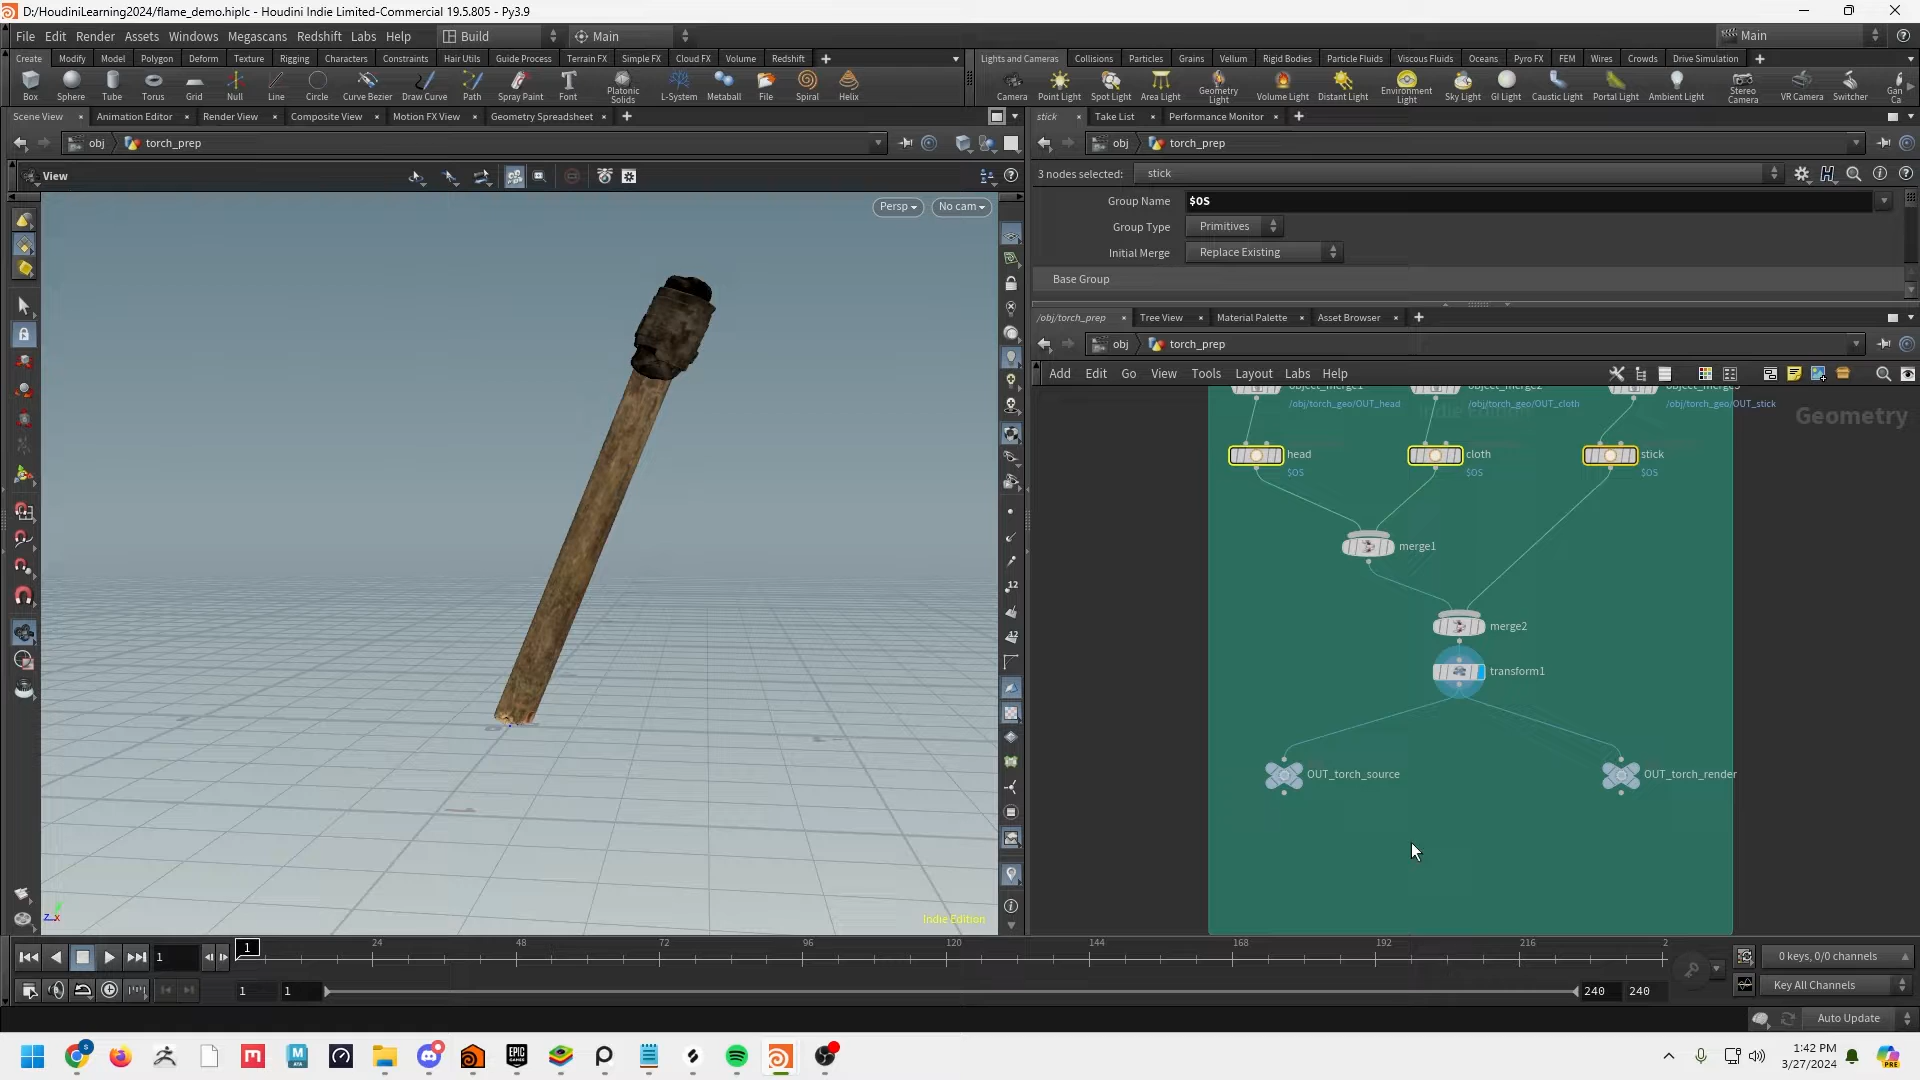 D:/HoudiniLearning2024/flame_demo.hiplc - Houdini Indie Limited-Commercial 19.5.805 - Py3.9
File Edit Render Assets Windows Megascans Redshift Labs Help Build Main Main
Create Modify Model Polygon Deform Texture Rigging Characters Constraints Hair Utils Guide Process Terrain FX Simple FX Cloud FX Volume Redshift
Lights and Cameras Collisions Particles Grains Vellum Rigid Bodies Particle Fluids Viscous Fluids Oceans Pyro FX FEM Wires Crowds Drive Simulation
Box Sphere Tube Torus Grid Null Line Circle Curve Bezier Draw Curve Path Spray Paint Font Platonic Solids L-System Metaball File Spiral Helix
Camera Point Light Spot Light Area Light Geometry Light Volume Light Distant Light Environment Light Sky Light GI Light Caustic Light Portal Light Ambient Light Stereo Camera VR Camera Switcher Gan Ca
Scene View Animation Editor Render View Composite View Motion FX View Geometry Spreadsheet
stick Take List Performance Monitor
obj torch_prep
obj torch_prep
View
3 nodes selected: stick
Persp No cam
Group Name $OS
Group Type Primitives
Initial Merge Replace Existing
Base Group
/obj/torch_prep Tree View Material Palette Asset Browser
obj torch_prep
Add Edit Go View Tools Layout Labs Help
object_merge1 object_merge2 object_merge3
/obj/torch_geo/OUT_head /obj/torch_geo/OUT_cloth /obj/torch_geo/OUT_stick
Indie Edition
Geometry
head cloth stick
$OS $OS $OS
merge1
merge2
transform1
OUT_torch_source OUT_torch_render
12
12
z x
Indie Edition
1 1 24 48 72 96 120 144 168 192 216 2
0 keys, 0/0 channels
1 1 240 240 Key All Channels
Auto Update
1:42 PM
3/27/2024